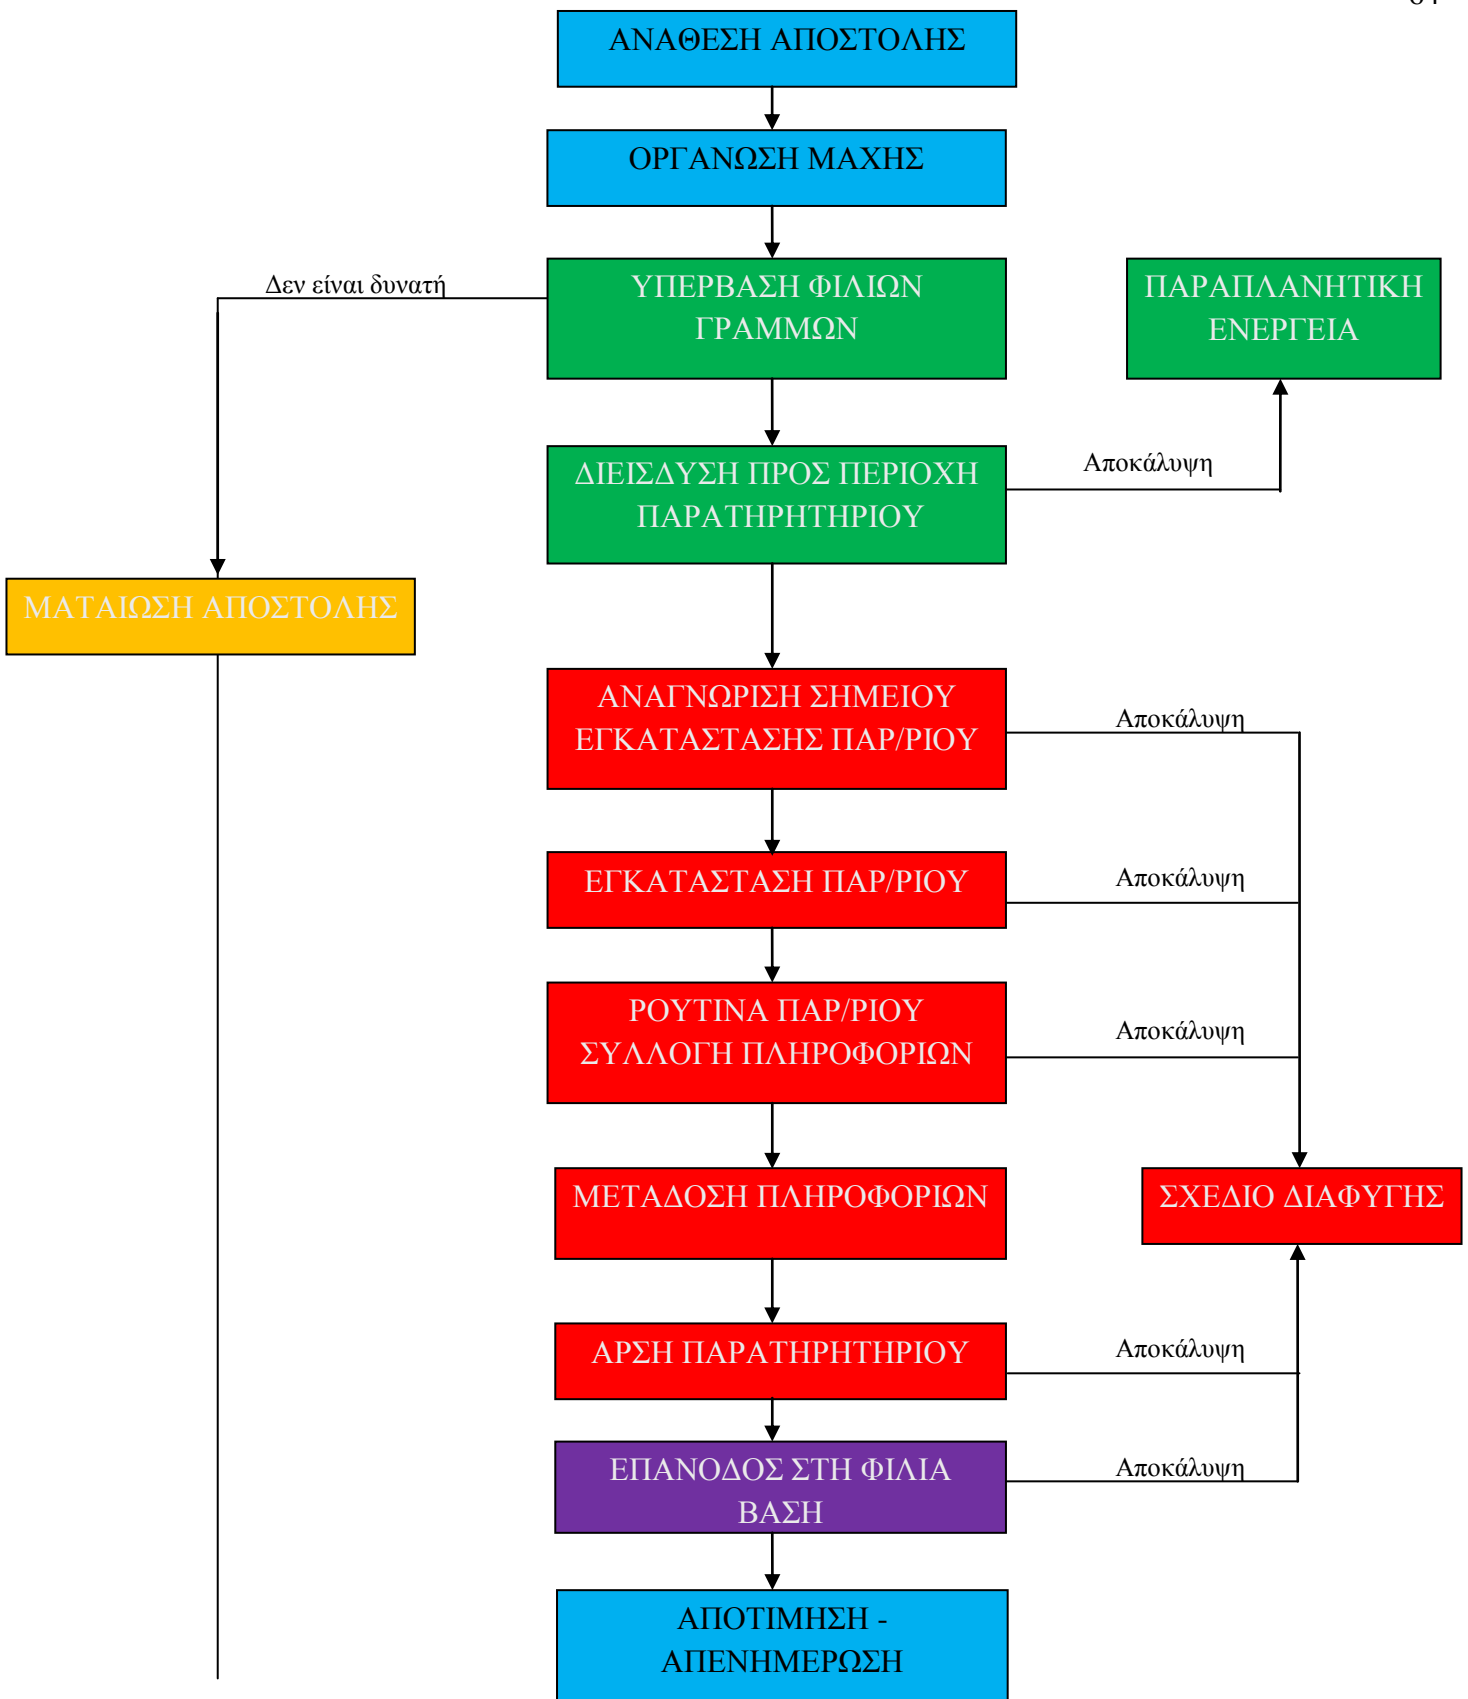 ΑΝΑΘΕΣΗ ΑΠΟΣΤΟΛΗΣ
ΟΡΓΑΝΩΣΗ ΜΑΧΗΣ
Δεν είναι δυνατή
ΥΠΕΡΒΑΣΗ ΦΙΛΙΩΝ
ΓΡΑΜΜΩΝ
ΠΑΡΑΠΛΑΝΗΤΙΚΗ
ΕΝΕΡΓΕΙΑ
ΔΙΕΙΣΔΥΣΗ ΠΡΟΣ ΠΕΡΙΟΧΗ
ΠΑΡΑΤΗΡΗΤΗΡΙΟΥ
Αποκάλυψη
ΜΑΤΑΙΩΣΗ ΑΠΟΣΤΟΛΗΣ
ΑΝΑΓΝΩΡΙΣΗ ΣΗΜΕΙΟΥ
ΕΓΚΑΤΑΣΤΑΣΗΣ ΠΑΡ/ΡΙΟΥ
Αποκάλυψη
ΕΓΚΑΤΑΣΤΑΣΗ ΠΑΡ/ΡΙΟΥ
Αποκάλυψη
ΡΟΥΤΙΝΑ ΠΑΡ/ΡΙΟΥ
ΣΥΛΛΟΓΗ ΠΛΗΡΟΦΟΡΙΩΝ
Αποκάλυψη
ΜΕΤΑΔΟΣΗ ΠΛΗΡΟΦΟΡΙΩΝ
ΣΧΕΔΙΟ ΔΙΑΦΥΓΗΣ
ΑΡΣΗ ΠΑΡΑΤΗΡΗΤΗΡΙΟΥ
Αποκάλυψη
ΕΠΑΝΟΔΟΣ ΣΤΗ ΦΙΛΙΑ
ΒΑΣΗ
Αποκάλυψη
ΑΠΟΤΙΜΗΣΗ -
ΑΠΕΝΗΜΕΡΩΣΗ